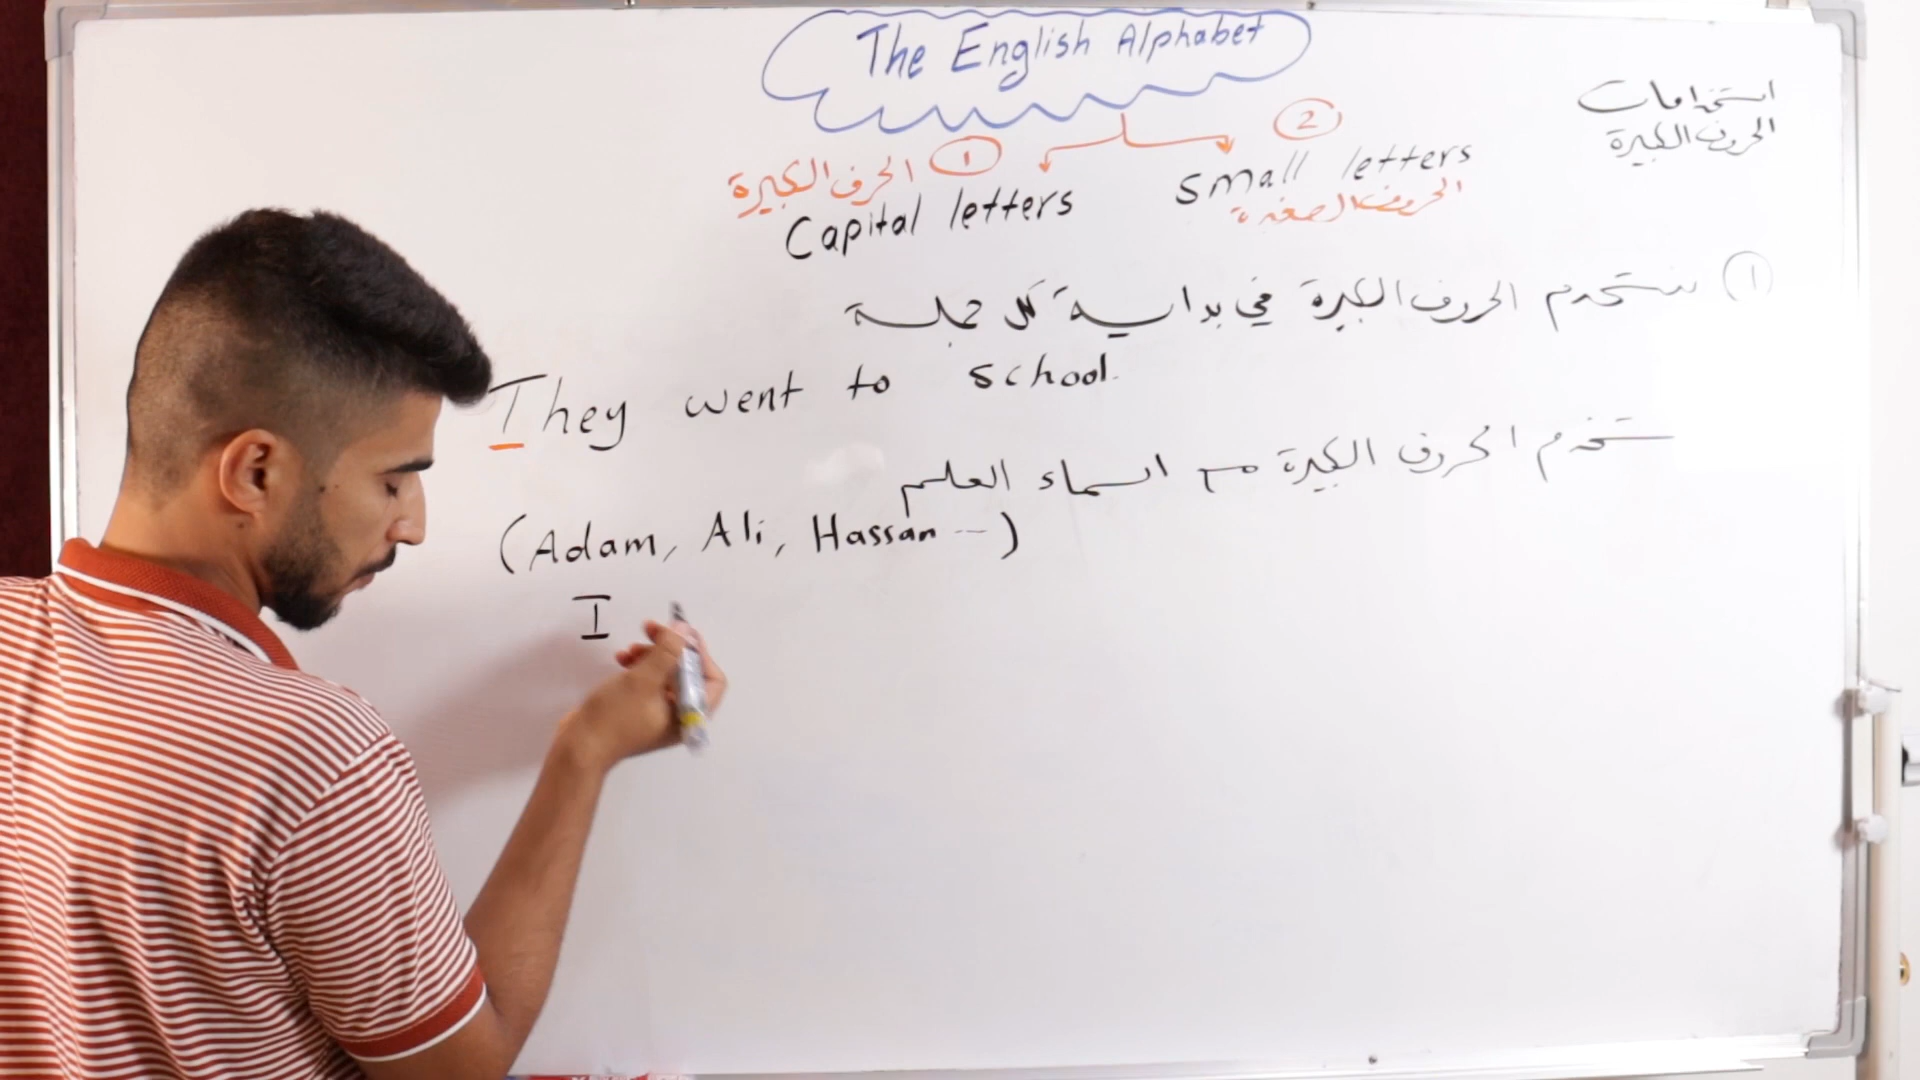 The English Alphabet
استخدامات
الحروف الكبيرة
① ②
الحرف الكبيرة
Capital letters
small letters
الحروف الصغيرة
① نستخدم الحروف الكبيرة في بداية كل جملة
They went to school.
نستخدم الحروف الكبيرة مع اسماء العلم
(Adam, Ali, Hassan ---)
I